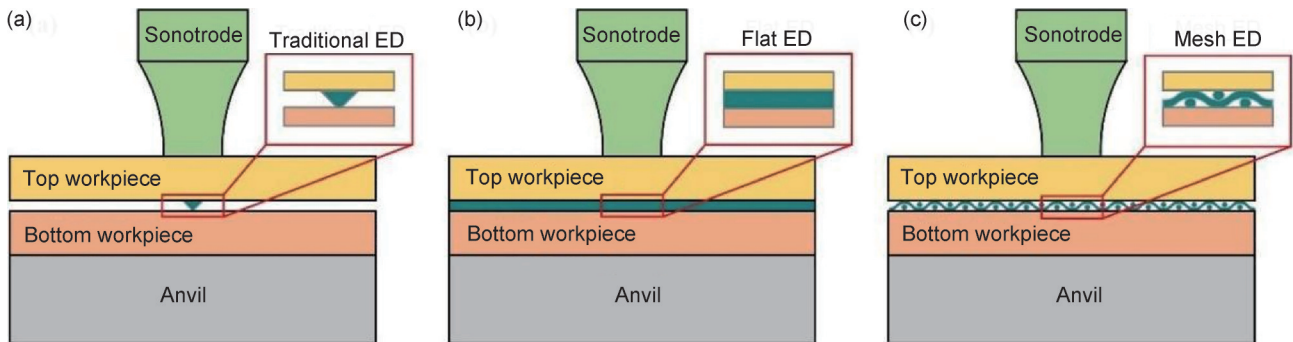 (a)
Sonotrode
Traditional ED
Top workpiece
Bottom workpiece
Anvil
(b)
Sonotrode
Flat ED
Top workpiece
Bottom workpiece
Anvil
(c)
Sonotrode
Mesh ED
Top workpiece
Bottom workpiece
Anvil